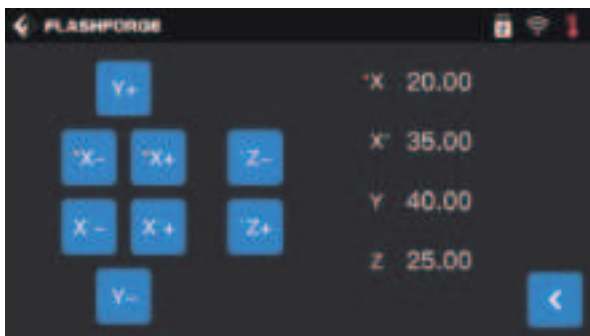 FLASHFORGE
Y+
"X 20.00
"X- "X+ Z-
X" 35.00
Y 40.00
X - X + Z+
Z 25.00
Y-